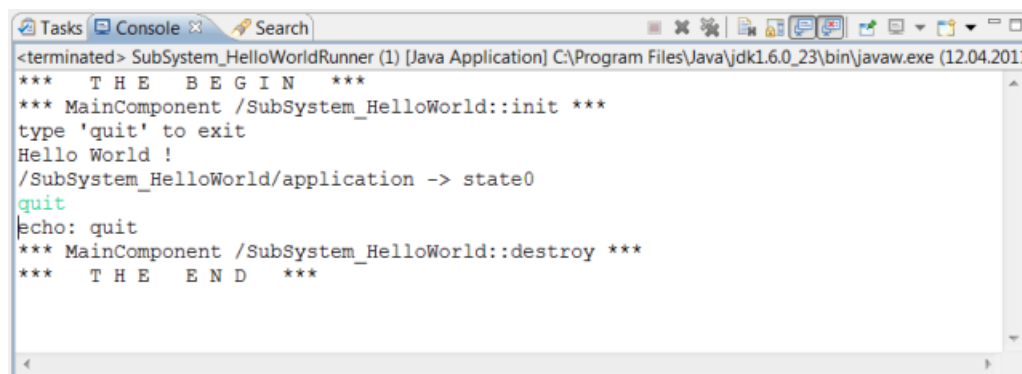 Tasks Console Search
<terminated> SubSystem_HelloWorldRunner (1) [Java Application] C:\Program Files\Java\jdk1.6.0_23\bin\javaw.exe (12.04.201
*** T H E B E G I N ***
*** MainComponent /SubSystem_HelloWorld::init ***
type 'quit' to exit
Hello World !
/SubSystem_HelloWorld/application -> state0
quit
echo: quit
*** MainComponent /SubSystem_HelloWorld::destroy ***
*** T H E E N D ***